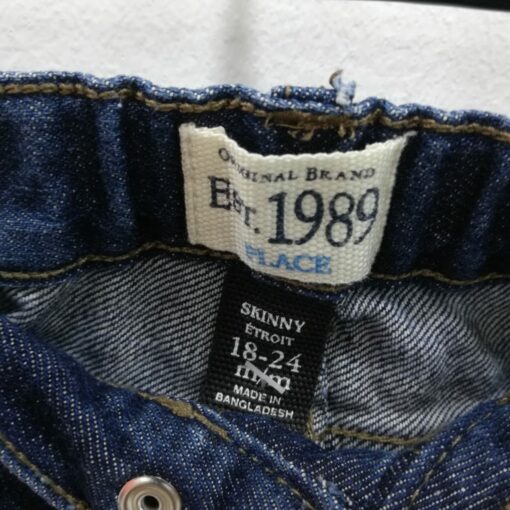 ORIGINAL BRAND
EST. 1989
PLACE
SKINNY
ÉTROIT
18-24
m/m
MADE IN
BANGLADESH